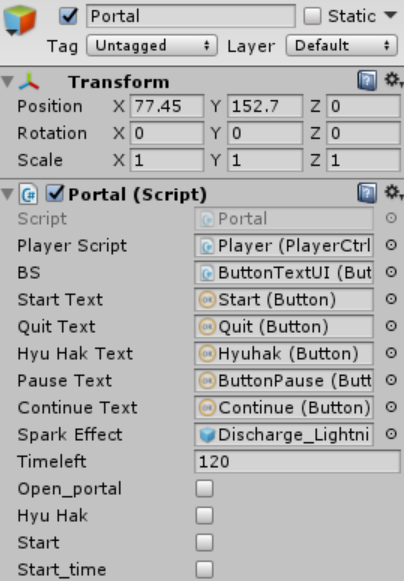 Portal Static
Tag Untagged Layer Default
Transform
Position X 77.45 Y 152.7 Z 0
Rotation X 0 Y 0 Z 0
Scale X 1 Y 1 Z 1
Portal (Script)
Script Portal
Player Script Player (PlayerCtrl
BS ButtonTextUI (But
Start Text Start (Button)
Quit Text Quit (Button)
Hyu Hak Text Hyuhak (Button)
Pause Text ButtonPause (Butt
Continue Text Continue (Button)
Spark Effect Discharge_Lightni
Timeleft 120
Open_portal
Hyu Hak
Start
Start_time